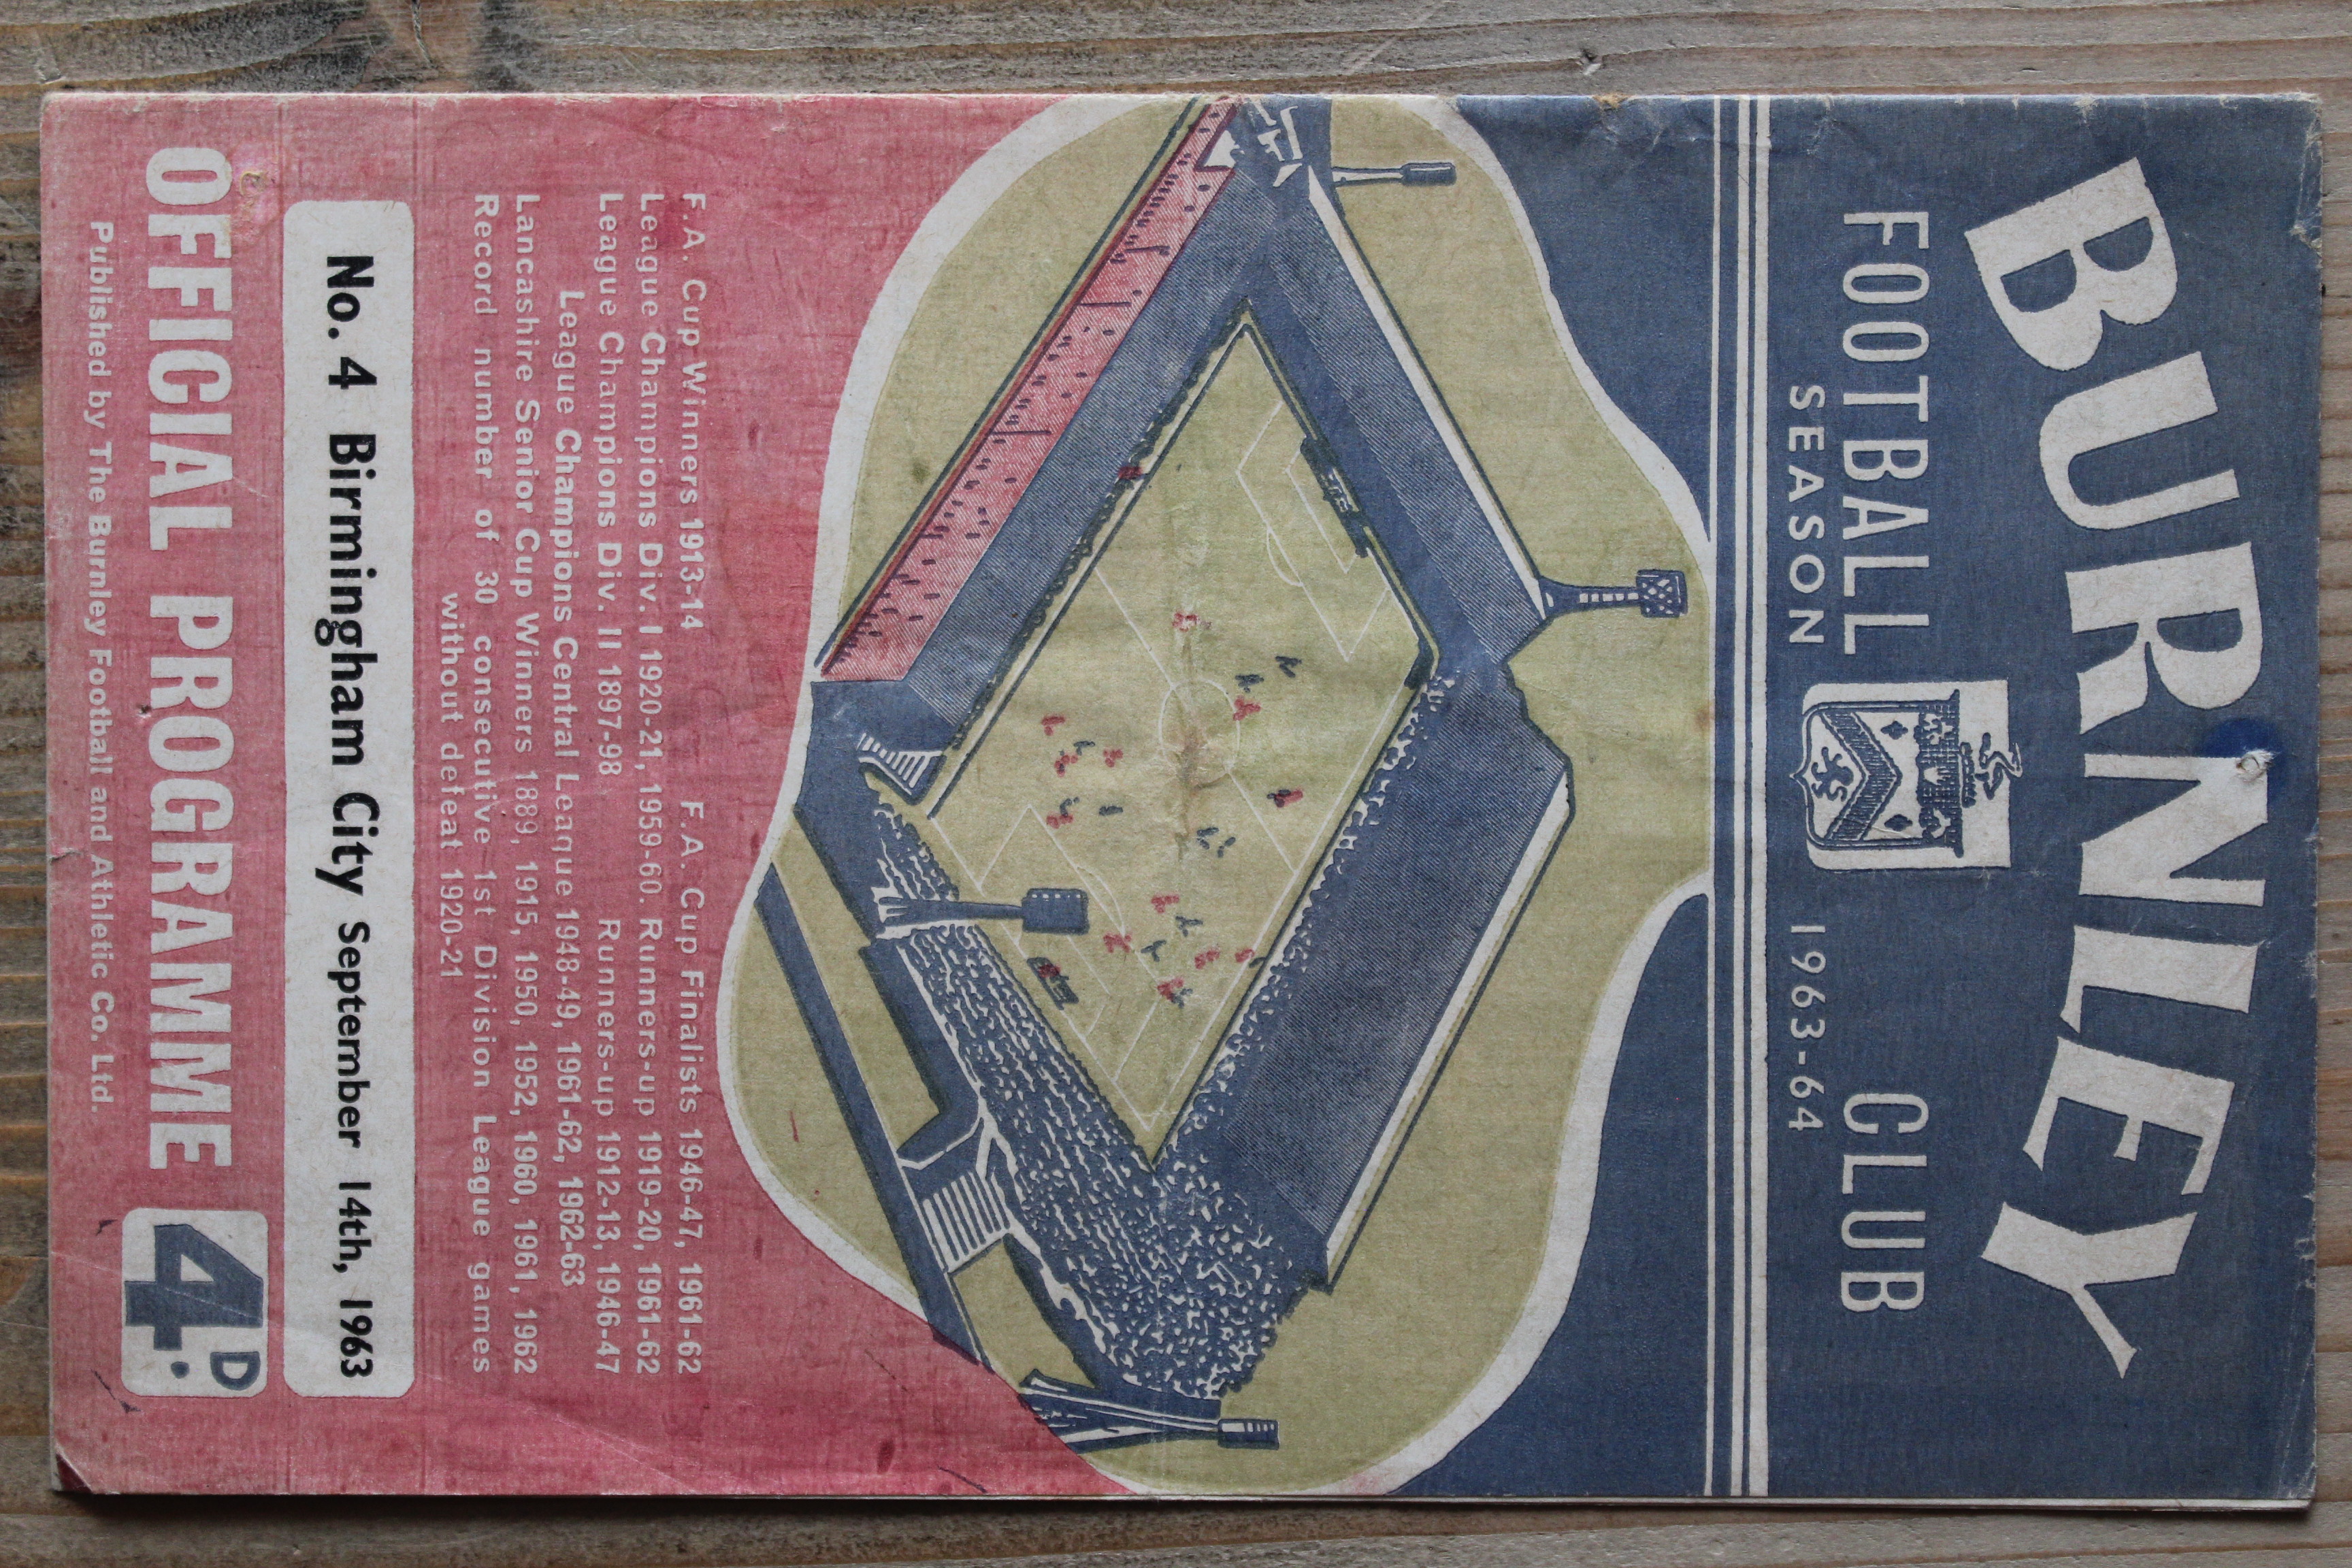 BURNLEY
FOOTBALL CLUB
SEASON 1963-64
F.A. Cup Winners 1913-14 F.A. Cup Finalists 1946-47, 1961-62
League Champions Div. I 1920-21, 1959-60. Runners-up 1919-20, 1961-62
League Champions Div. II 1897-98 Runners-up 1912-13, 1946-47
League Champions Central League 1948-49, 1961-62, 1962-63
Lancashire Senior Cup Winners 1889, 1915, 1950, 1952, 1960, 1961, 1962
Record number of 30 consecutive 1st Division League games
without defeat 1920-21
No. 4 Birmingham City September 14th, 1963
OFFICIAL PROGRAMME 4D.
Published by The Burnley Football and Athletic Co. Ltd.